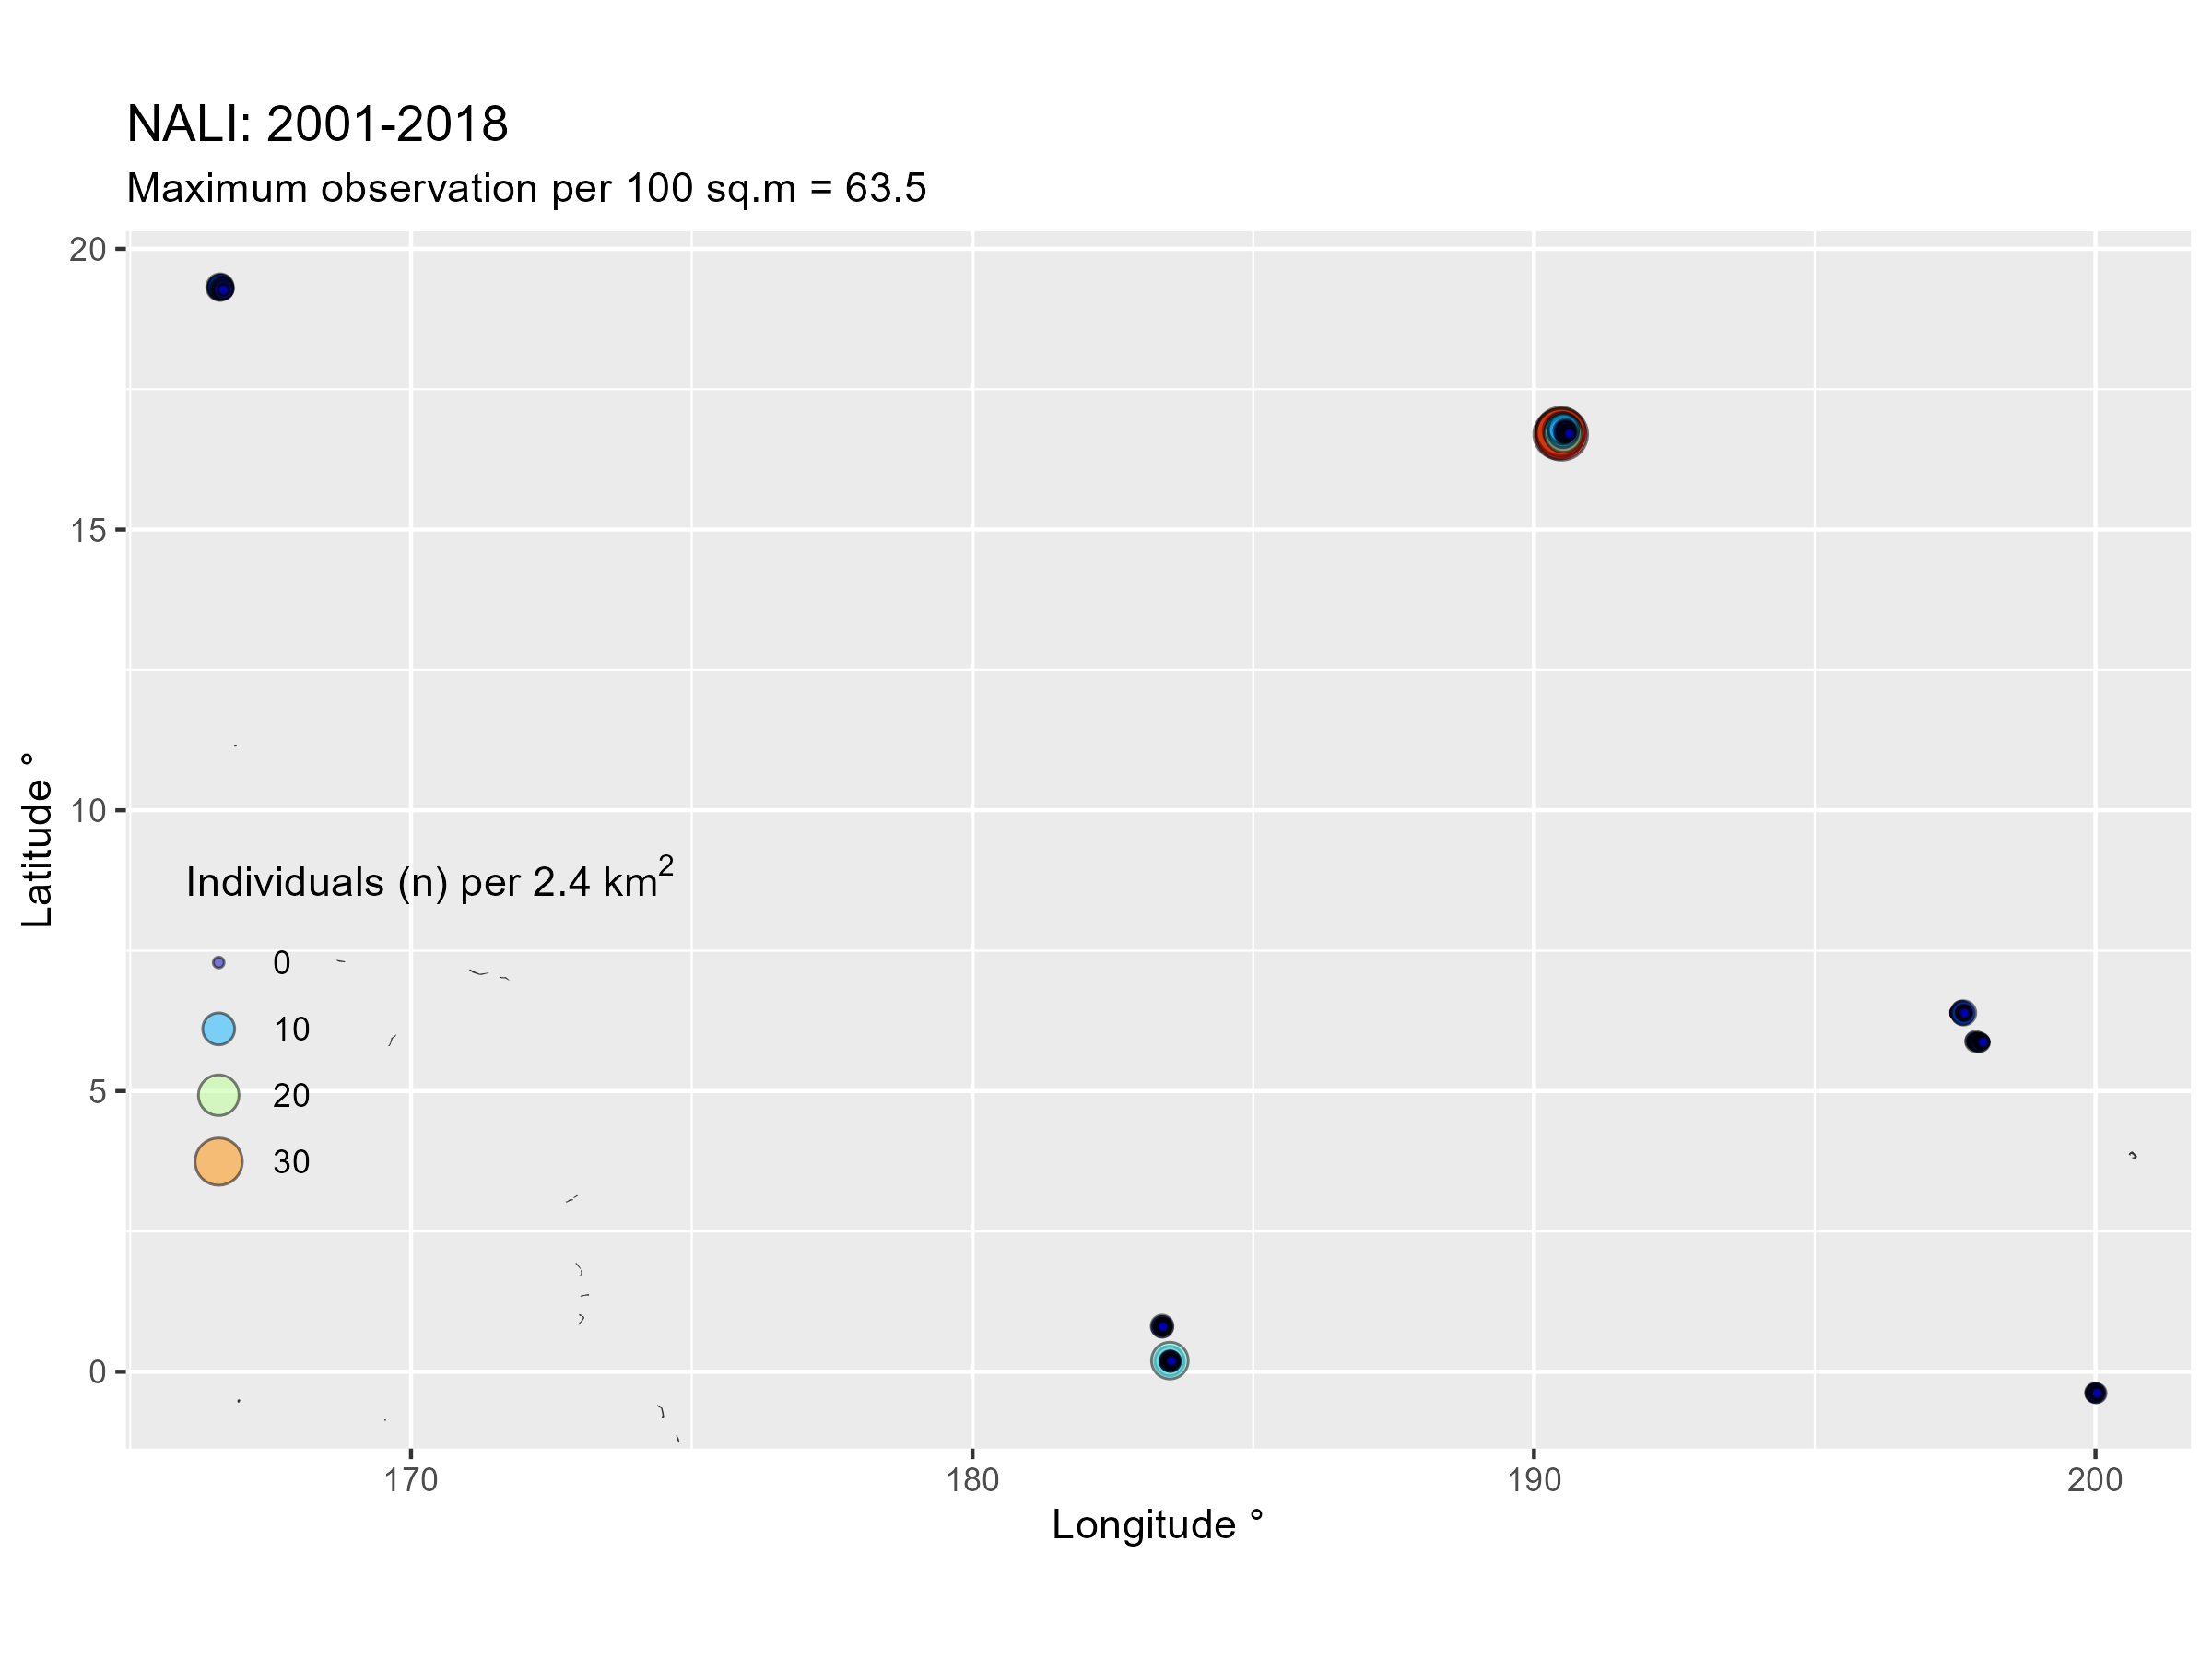 NALI: 2001-2018
Maximum observation per 100 sq.m = 63.5
20
15
10
5
0
Latitude °
Individuals (n) per 2.4 km²
0
10
20
30
170
180
190
200
Longitude °